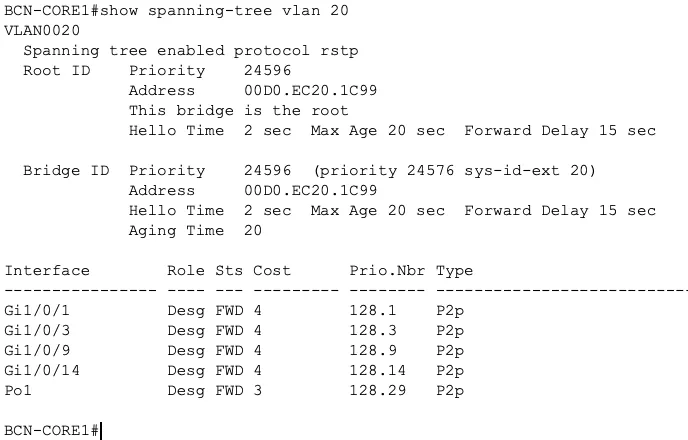 BCN-CORE1#show spanning-tree vlan 20
VLAN0020
  Spanning tree enabled protocol rstp
  Root ID    Priority    24596
             Address     00D0.EC20.1C99
             This bridge is the root
             Hello Time  2 sec  Max Age 20 sec  Forward Delay 15 sec

  Bridge ID  Priority    24596  (priority 24576 sys-id-ext 20)
             Address     00D0.EC20.1C99
             Hello Time  2 sec  Max Age 20 sec  Forward Delay 15 sec
             Aging Time  20

Interface        Role Sts Cost      Prio.Nbr Type
---------------- ---- --- --------- -------- ---------------------------
Gi1/0/1          Desg FWD 4         128.1    P2p
Gi1/0/3          Desg FWD 4         128.3    P2p
Gi1/0/9          Desg FWD 4         128.9    P2p
Gi1/0/14         Desg FWD 4         128.14   P2p
Po1              Desg FWD 3         128.29   P2p

BCN-CORE1#